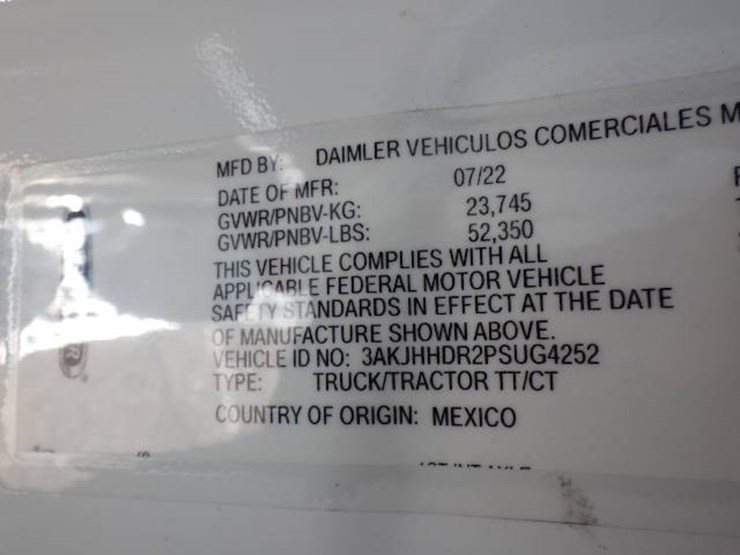 MFD BY: DAIMLER VEHICULOS COMERCIALES M
DATE OF MFR: 07/22
GVWR/PNBV-KG: 23,745
GVWR/PNBV-LBS: 52,350
THIS VEHICLE COMPLIES WITH ALL
APPLICABLE FEDERAL MOTOR VEHICLE
SAFETY STANDARDS IN EFFECT AT THE DATE
OF MANUFACTURE SHOWN ABOVE.
VEHICLE ID NO: 3AKJHHDR2PSUG4252
TYPE: TRUCK/TRACTOR TT/CT
COUNTRY OF ORIGIN: MEXICO